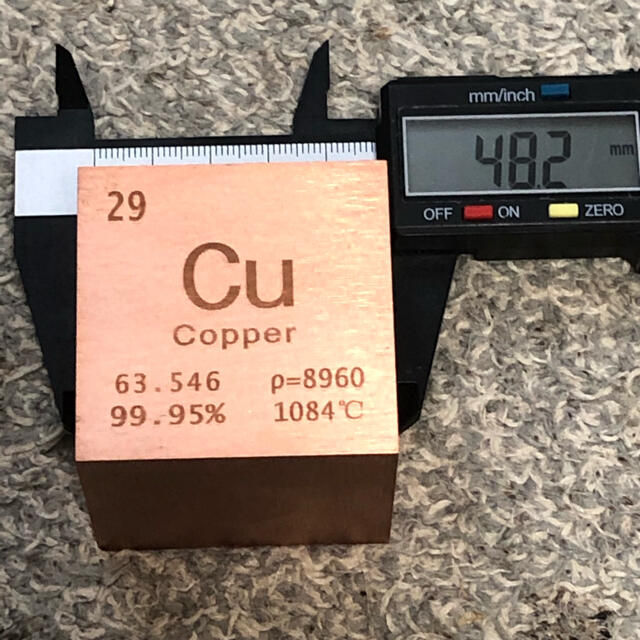 mm/inch
48.2 mm
OFF ON ZERO
29
Cu
Copper
63.546 ρ=8960
99.95% 1084℃